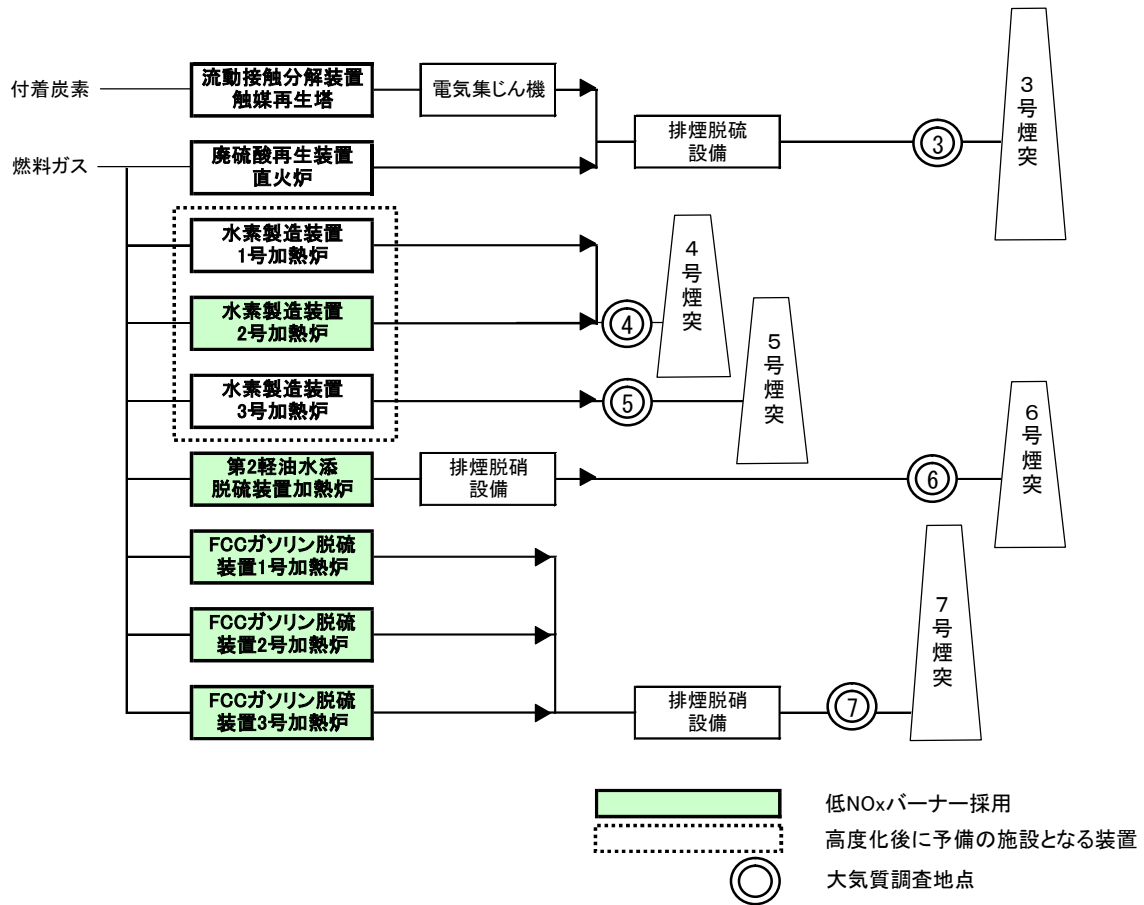 付着炭素
流動接触分解装置
触媒再生塔
電気集じん機
燃料ガス
廃硫酸再生装置
直火炉
排煙脱硫
設備
③
3号煙突
水素製造装置
1号加熱炉
水素製造装置
2号加熱炉
④
4号煙突
水素製造装置
3号加熱炉
⑤
5号煙突
第2軽油水添
脱硫装置加熱炉
排煙脱硝
設備
⑥
6号煙突
FCCガソリン脱硫
装置1号加熱炉
FCCガソリン脱硫
装置2号加熱炉
FCCガソリン脱硫
装置3号加熱炉
排煙脱硝
設備
⑦
7号煙突
低NOxバーナー採用
高度化後に予備の施設となる装置
大気質調査地点